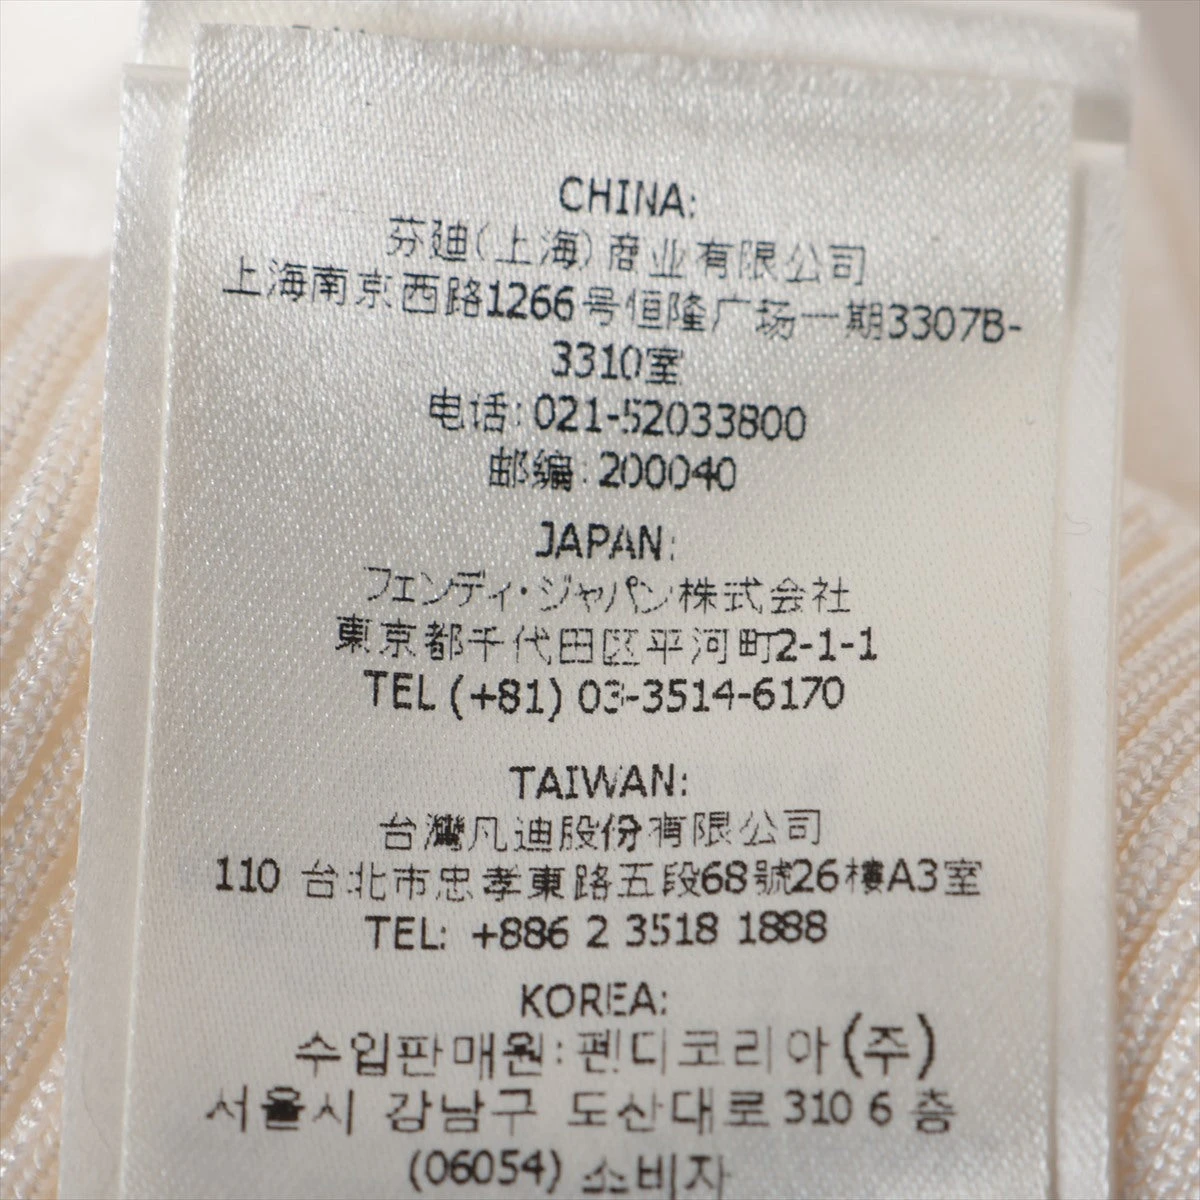 CHINA:
芬迪(上海)商业有限公司
上海南京西路1266号恒隆广场一期3307B-
3310室
电话: 021-52033800
邮编: 200040
JAPAN:
フェンディ・ジャパン株式会社
東京都千代田区平河町2-1-1
TEL (+81) 03-3514-6170
TAIWAN:
台灣凡迪股份有限公司
110 台北市忠孝東路五段68號26樓A3室
TEL: +886 2 3518 1888
KOREA:
수입판매원: 펜디코리아(주)
서울시 강남구 도산대로 310 6 층
(06054) 소비자